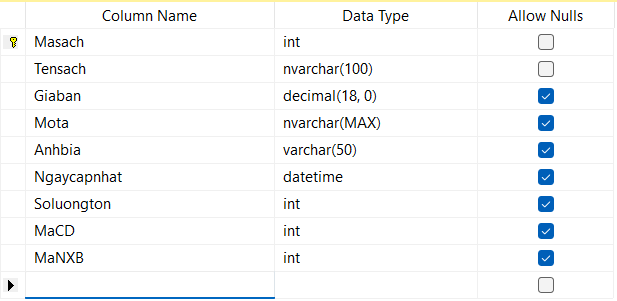 Column Name Data Type Allow Nulls
Masach int
Tensach nvarchar(100)
Giaban decimal(18, 0)
Mota nvarchar(MAX)
Anhbia varchar(50)
Ngaycapnhat datetime
Soluongton int
MaCD int
MaNXB int